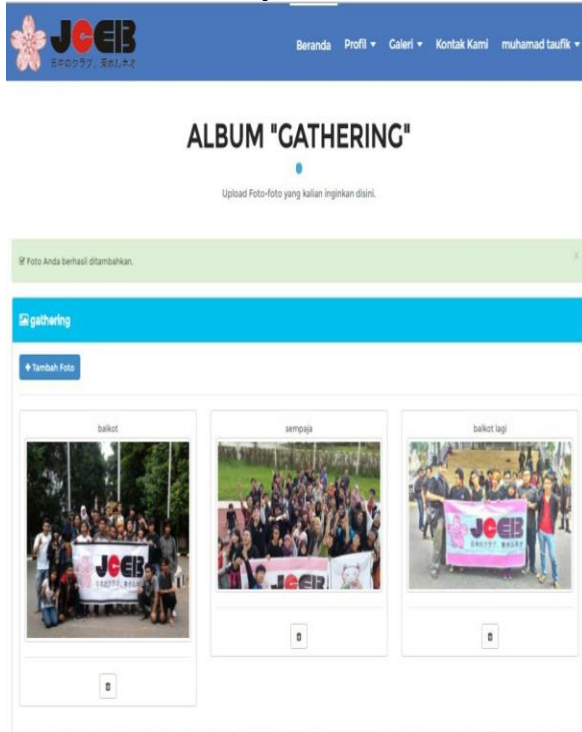 JCEB
Beranda Profil Galeri Kontak Kami muhamad taufik
ALBUM "GATHERING"
Upload Foto-foto yang kalian inginkan disini.
Foto Anda berhasil ditambahkan.
x
gathering
+ Tambah Foto
balkot sempaja balkot lagi
JCEB
JCEB
JCEB